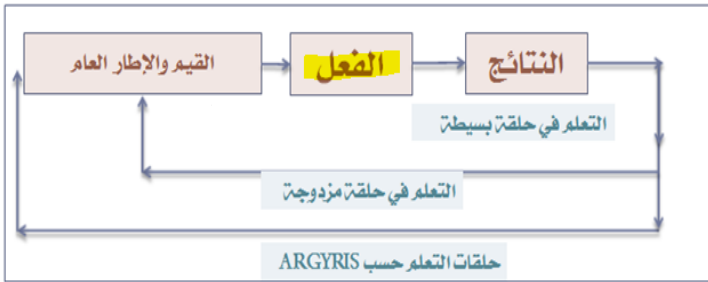 القيم والإطار العام
الفعل
النتائج
التعلم في حلقة بسيطة
التعلم في حلقة مزدوجة
حلقات التعلم حسب ARGYRIS